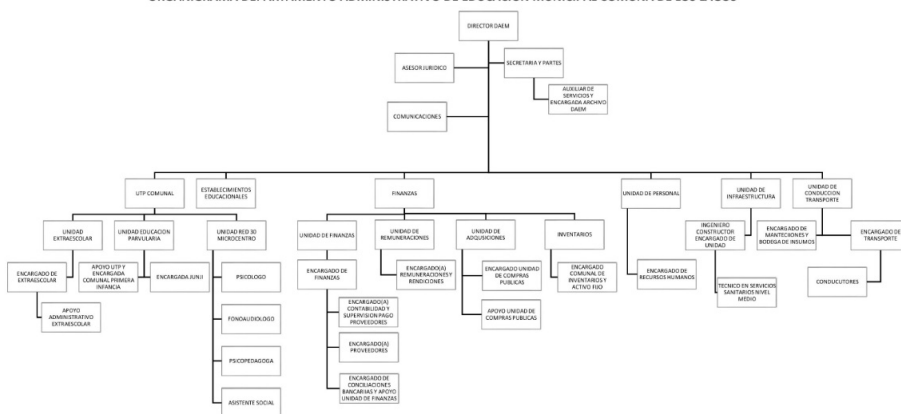 DIRECTOR DAEM
ASESOR JURIDICO
SECRETARIA Y PARTES
AUXILIAR DE
SERVICIOS Y
ENCARGADA ARCHIVO
DAEM
COMUNICACIONES
UTP COMUNAL
ESTABLECIMIENTOS
EDUCACIONALES
FINANZAS
UNIDAD DE PERSONAL
UNIDAD DE
INFRAESTRUCTURA
UNIDAD DE
CONDUCCION
TRANSPORTE
UNIDAD
EXTRAESCOLAR
UNIDAD EDUCACION
PARVULARIA
UNIDAD RED 30
MICROCENTRO
UNIDAD DE FINANZAS
UNIDAD DE
REMUNERACIONES
UNIDAD DE
ADQUSICIONES
INVENTARIOS
INGENIERO
CONSTRUCTOR
ENCARGADO DE
UNIDAD
ENCARGADO DE
MANTECIONES Y
BODEGA DE INSUMOS
ENCARGADO DE
TRANSPORTE
ENCARGADO DE
EXTRAESCOLAR
APOYO UTP Y
ENCARGADA
COMUNAL PRIMERA
INFANCIA
ENCARGADA JUNJI
PSICOLOGO
ENCARGADO DE
FINANZAS
ENCARGADO(A)
REMUNERACIONES Y
RENDICIONES
ENCARGADO UNIDAD
DE COMPRAS
PUBLICAS
ENCARGADO
COMUNAL DE
INVENTARIOS Y
ACTIVO FIJO
ENCARGADO DE
RECURSOS HUMANOS
TECNICO EN SERVICIOS
SANITARIOS NIVEL
MEDIO
CONDUCUTORES
APOYO
ADMINISTRATIVO
EXTRAESCOLAR
FONOAUDIOLOGO
ENCARGADO(A)
CONTABILIDAD Y
SUPERVISION PAGO
PROVEEDORES
APOYO UNIDAD DE
COMPRAS PUBLICAS
PSICOPEDAGOGA
ENCARGADO(A)
PROVEEDORES
ASISTENTE SOCIAL
ENCARGADO DE
CONCILIACIONES
BANCARIIAS Y APOYO
UNIDAD DE FINANZAS